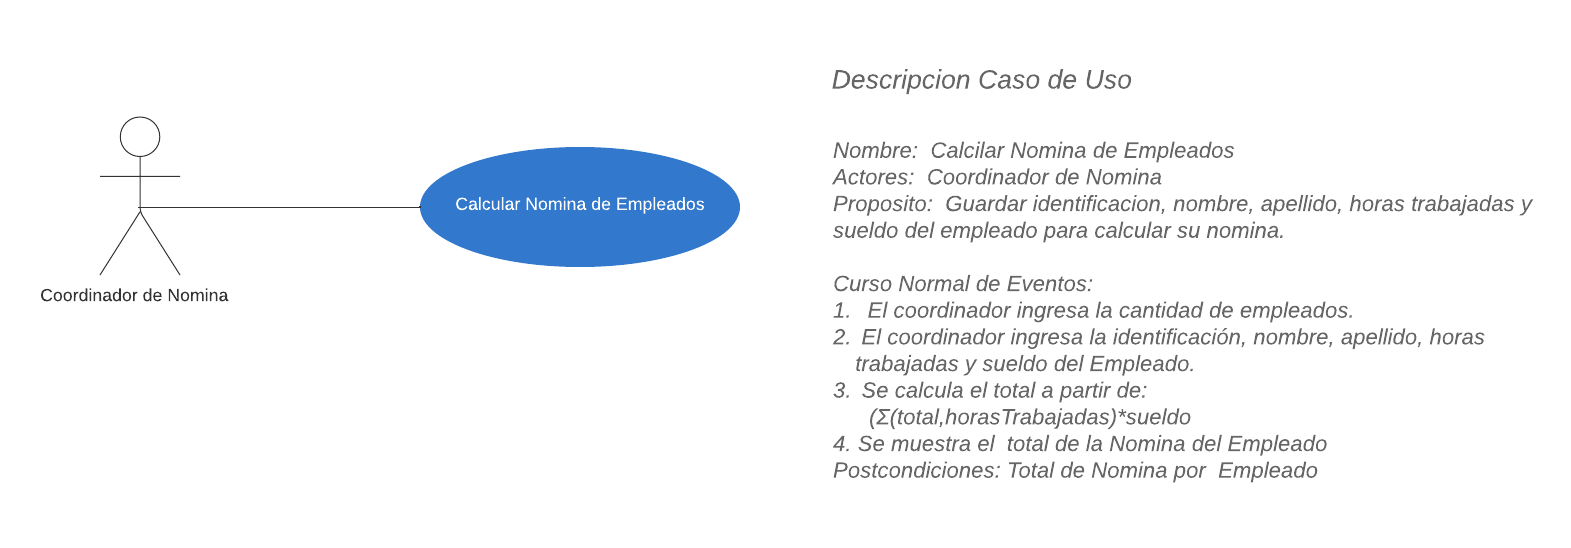 Coordinador de Nomina
Calcular Nomina de Empleados
Descripcion Caso de Uso
Nombre:  Calcilar Nomina de Empleados
Actores:  Coordinador de Nomina
Proposito:  Guardar identificacion, nombre, apellido, horas trabajadas y
sueldo del empleado para calcular su nomina.
Curso Normal de Eventos:
1.   El coordinador ingresa la cantidad de empleados.
2.  El coordinador ingresa la identificación, nombre, apellido, horas
trabajadas y sueldo del Empleado.
3.  Se calcula el total a partir de:
(Σ(total,horasTrabajadas)*sueldo
4. Se muestra el  total de la Nomina del Empleado
Postcondiciones: Total de Nomina por  Empleado